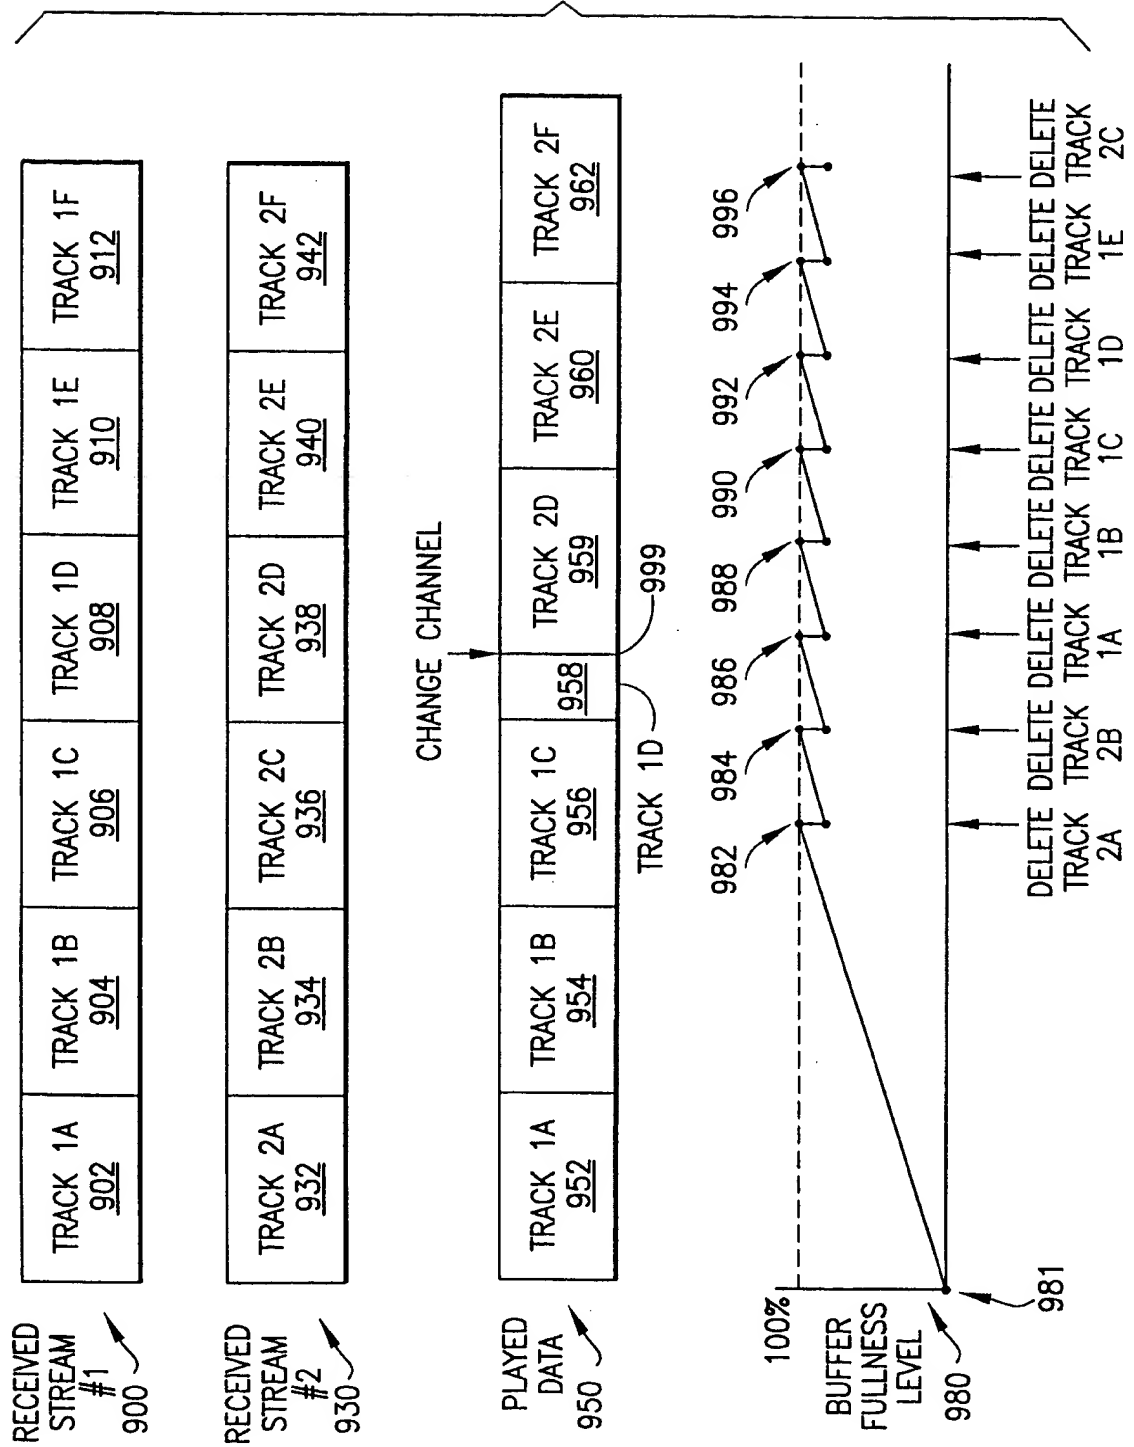 RECEIVED
STREAM
#1
900
TRACK 1A
902
TRACK 1B
904
TRACK 1C
906
TRACK 1D
908
TRACK 1E
910
TRACK 1F
912
RECEIVED
STREAM
#2
930
TRACK 2A
932
TRACK 2B
934
TRACK 2C
936
TRACK 2D
938
TRACK 2E
940
TRACK 2F
942
CHANGE CHANNEL
PLAYED
DATA
950
TRACK 1A
952
TRACK 1B
954
TRACK 1C
956
958
TRACK 2D
959
TRACK 2E
960
TRACK 2F
962
TRACK 1D
999
100%
BUFFER
FULLNESS
LEVEL
980
981
982
984
986
988
990
992
994
996
DELETE
TRACK
2A
DELETE
TRACK
2B
DELETE
TRACK
1A
DELETE
TRACK
1B
DELETE
TRACK
1C
DELETE
TRACK
1D
DELETE
TRACK
1E
DELETE
TRACK
2C